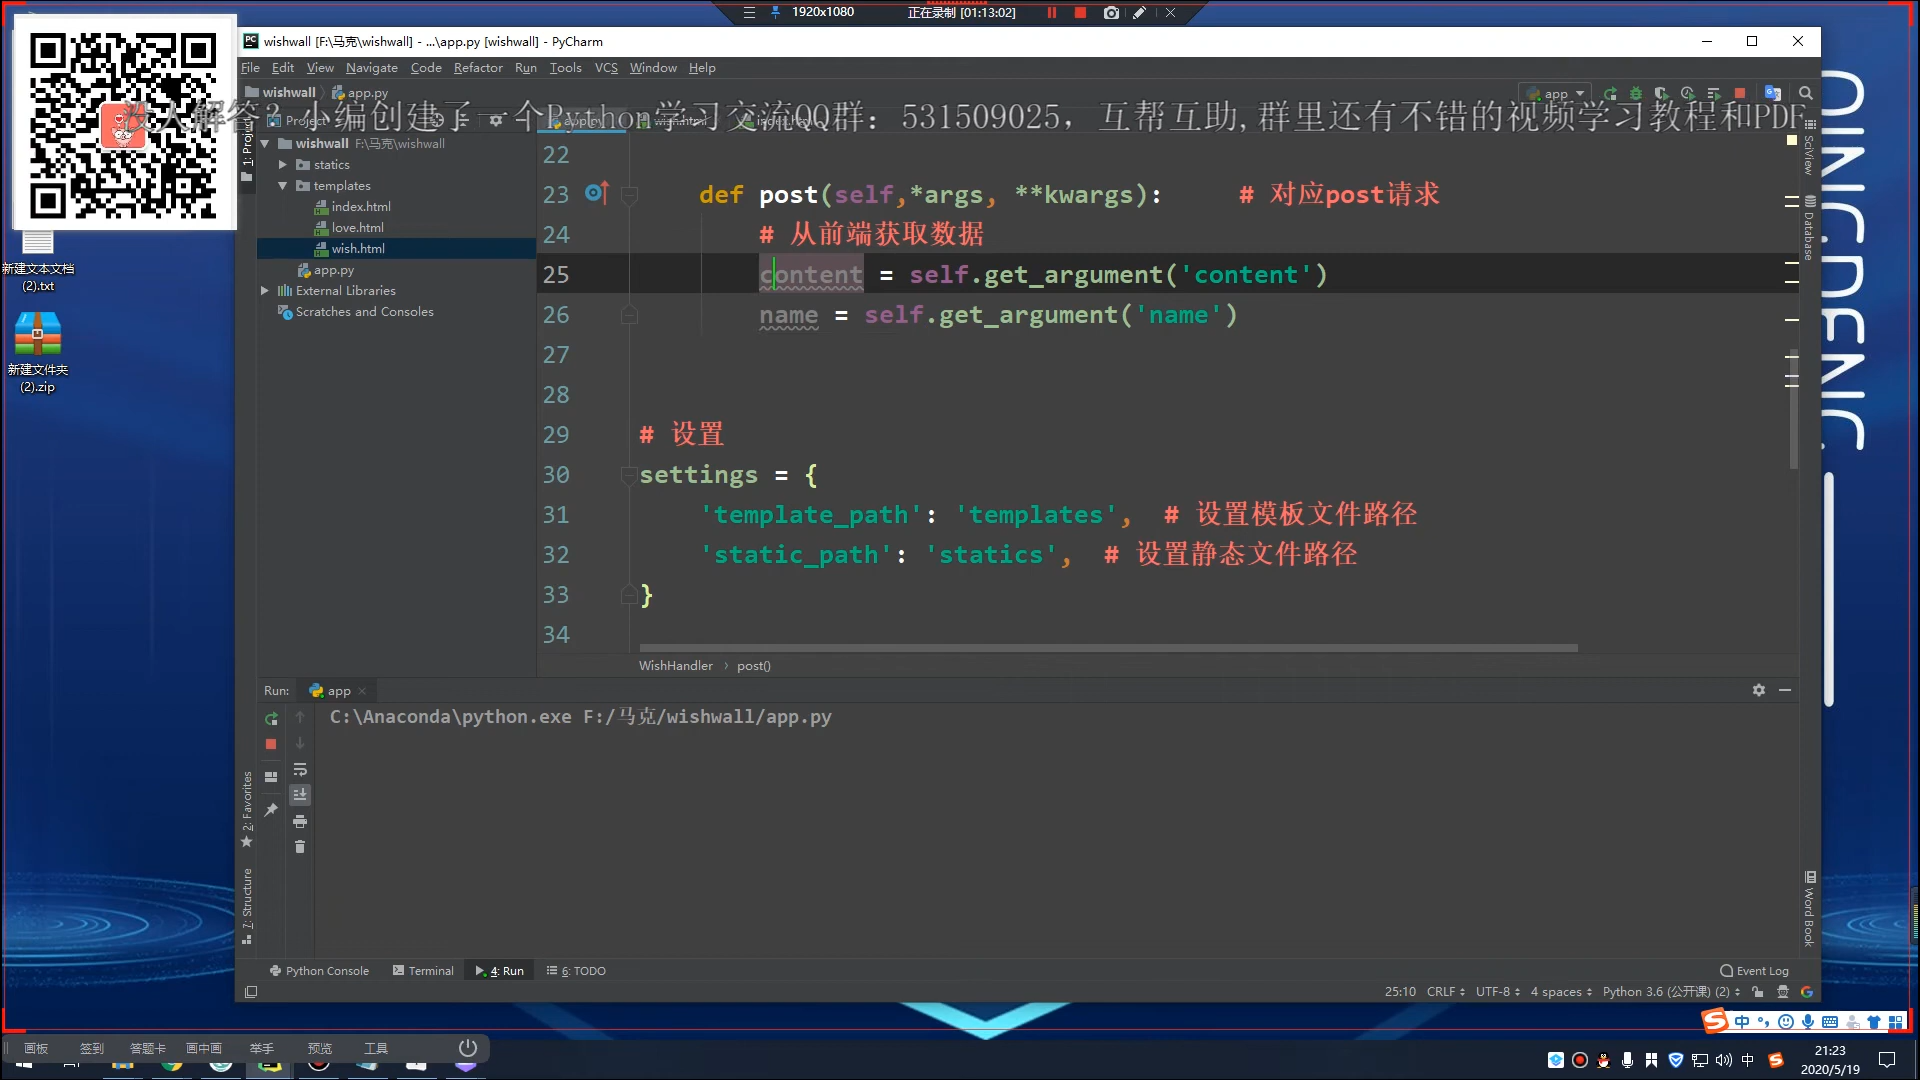 1920x1080
正在录制 [01:13:02]
wishwall [F:\马克\wishwall] - ...\app.py [wishwall] - PyCharm
File Edit View Navigate Code Refactor Run Tools VCS Window Help
wishwall app.py
app
没人解答?小编创建了一个Python学习交流QQ群：531509025，互帮互助,群里还有不错的视频学习教程和PDF
Project
1: Project
wishwall F:\马克\wishwall
statics
templates
index.html
love.html
wish.html
app.py
External Libraries
Scratches and Consoles
新建文本文档
(2).txt
新建文件夹
(2).zip
22
23 def post(self,*args, **kwargs): # 对应post请求
24 # 从前端获取数据
25 content = self.get_argument('content')
26 name = self.get_argument('name')
27
28
29 # 设置
30 settings = {
31 'template_path': 'templates', # 设置模板文件路径
32 'static_path': 'statics', # 设置静态文件路径
33 }
34
WishHandler › post()
SciView
Database
Word Book
QINGDENG
Run: app
C:\Anaconda\python.exe F:/马克/wishwall/app.py
2: Favorites
7: Structure
Python Console Terminal 4: Run 6: TODO
Event Log
25:10 CRLF UTF-8 4 spaces Python 3.6 (公开课) (2)
中
画板 签到 答题卡 画中画 举手 预览 工具
中
21:23
2020/5/19